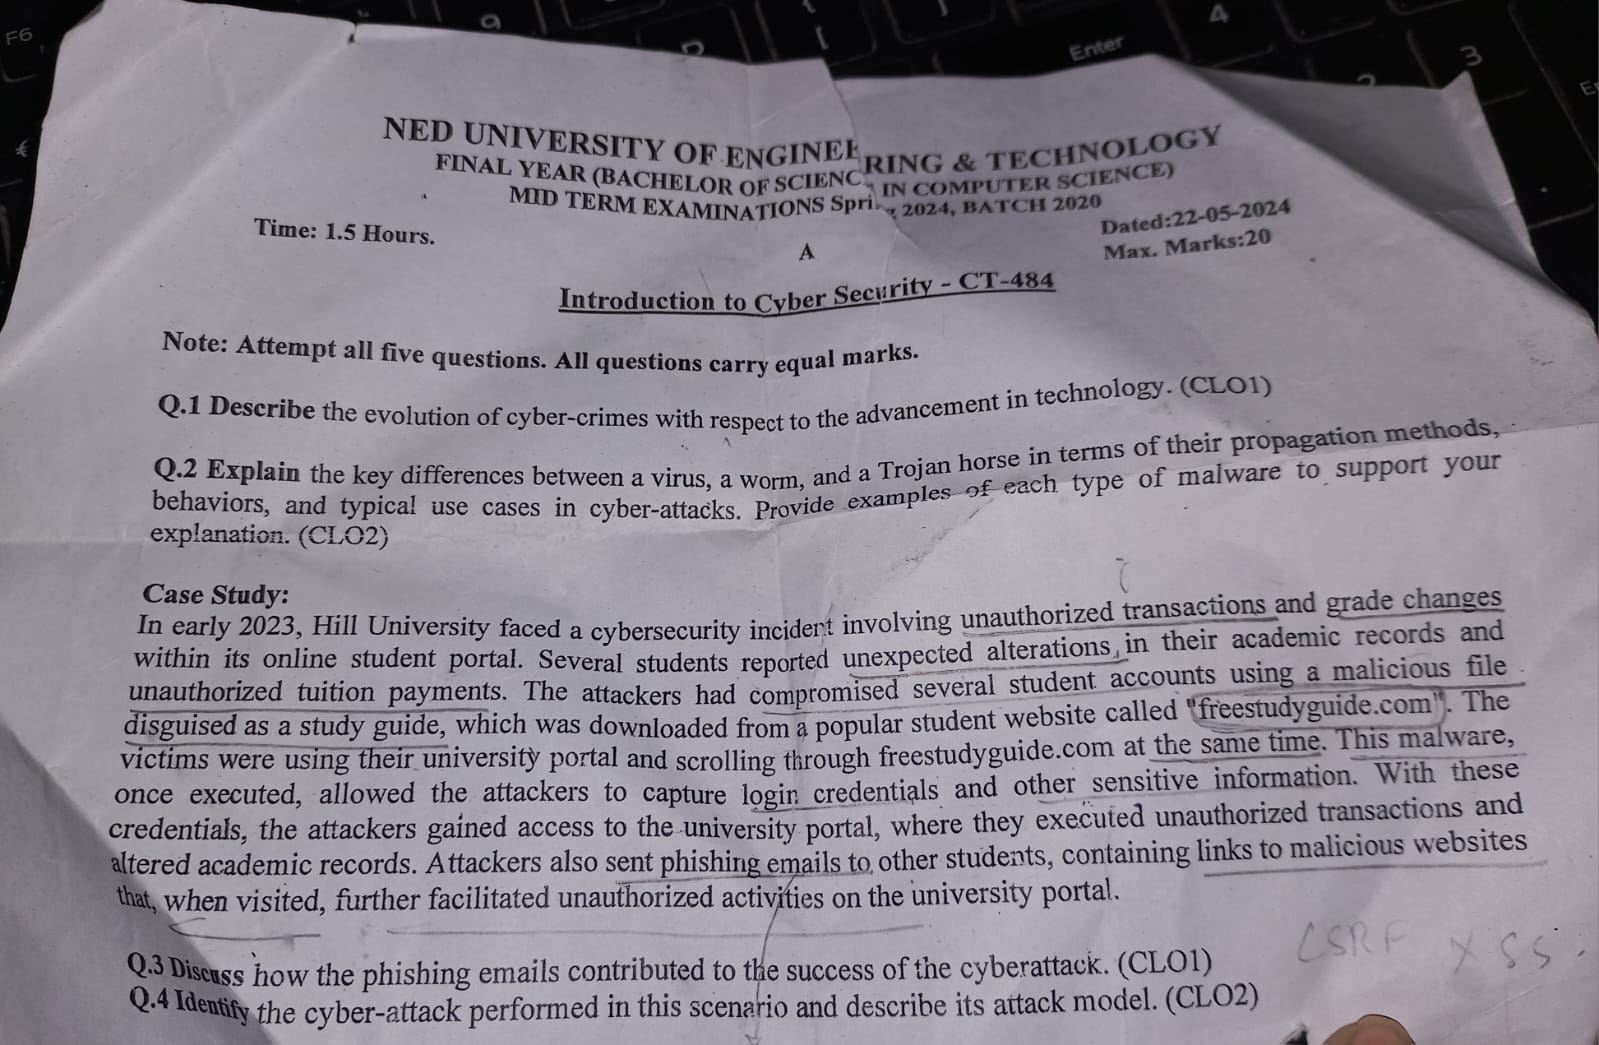 F6
9
4
Enter
3
€
NED UNIVERSITY OF ENGINEERING & TECHNOLOGY
FINAL YEAR (BACHELOR OF SCIENC IN COMPUTER SCIENCE)
MID TERM EXAMINATIONS Spri 2024, BATCH 2020
Time: 1.5 Hours.
Dated:22-05-2024
Max. Marks:20
A
Introduction to Cyber Security - CT-484
Note: Attempt all five questions. All questions carry equal marks.
Q.1 Describe the evolution of cyber-crimes with respect to the advancement in technology. (CLO1)
Q.2 Explain the key differences between a virus, a worm, and a Trojan horse in terms of their propagation methods,
behaviors, and typical use cases in cyber-attacks. Provide examples of each type of malware to support your
explanation. (CLO2)
Case Study:
In early 2023, Hill University faced a cybersecurity incident involving unauthorized transactions and grade changes
within its online student portal. Several students reported unexpected alterations in their academic records and
unauthorized tuition payments. The attackers had compromised several student accounts using a malicious file
disguised as a study guide, which was downloaded from a popular student website called "freestudyguide.com". The
victims were using their university portal and scrolling through freestudyguide.com at the same time. This malware,
once executed, allowed the attackers to capture login credentials and other sensitive information. With these
credentials, the attackers gained access to the university portal, where they executed unauthorized transactions and
altered academic records. Attackers also sent phishing emails to other students, containing links to malicious websites
that, when visited, further facilitated unauthorized activities on the university portal.
CSRF XSS
Q.3 Discuss how the phishing emails contributed to the success of the cyberattack. (CLO1)
Q.4 Identify the cyber-attack performed in this scenario and describe its attack model. (CLO2)